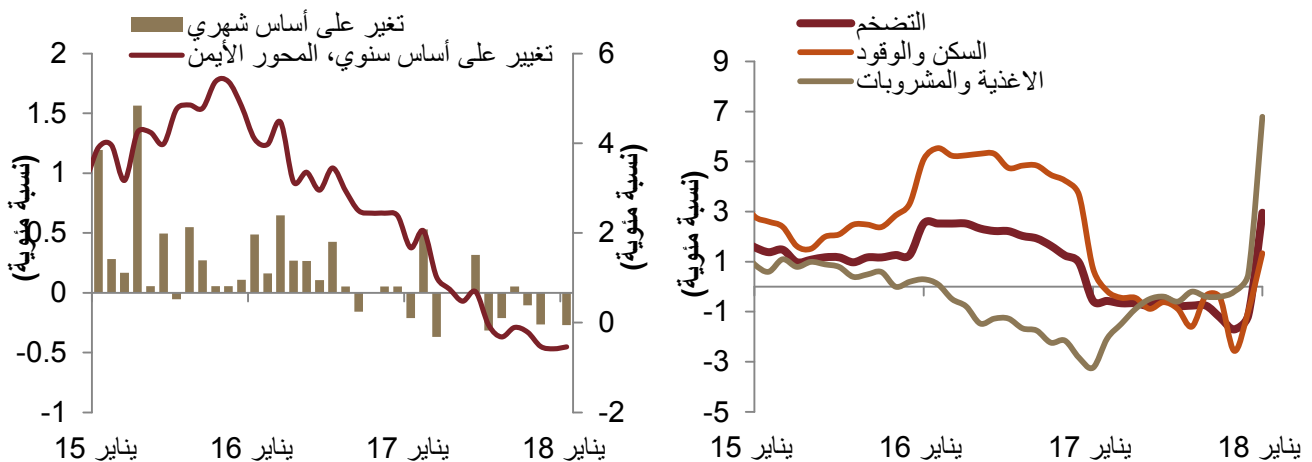 تغير على أساس شهري
تغيير على أساس سنوي، المحور الأيمن
2
1.5
1
0.5
0
-0.5
-1
(نسبة مئوية)
6
4
2
0
-2
(نسبة مئوية)
يناير 15
يناير 16
يناير 17
يناير 18
التضخم
السكن والوقود
الاغذية والمشروبات
9
7
5
3
1
-1
-3
-5
(نسبة مئوية)
يناير 15
يناير 16
يناير 17
يناير 18